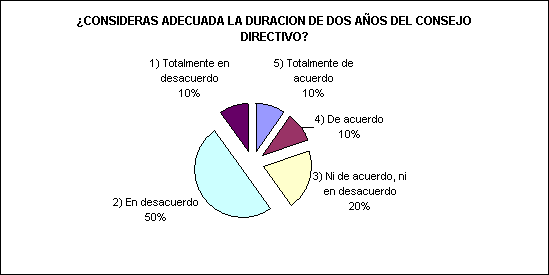 ¿CONSIDERAS ADECUADA LA DURACION DE DOS AÑOS DEL CONSEJO
DIRECTIVO?
1) Totalmente en
desacuerdo
10%
5) Totalmente de
acuerdo
10%
4) De acuerdo
10%
3) Ni de acuerdo, ni
en desacuerdo
20%
2) En desacuerdo
50%